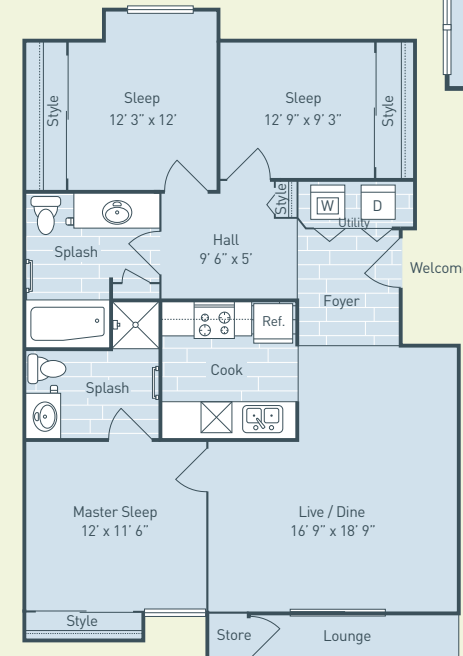 Style
Sleep
12' 3" x 12'
Sleep
12' 9" x 9' 3"
Style
Style
W
D
Utility
Splash
Hall
9' 6" x 5'
Welcom
Foyer
Ref.
Cook
Splash
Master Sleep
12' x 11' 6"
Live / Dine
16' 9" x 18' 9"
Style
Store
Lounge